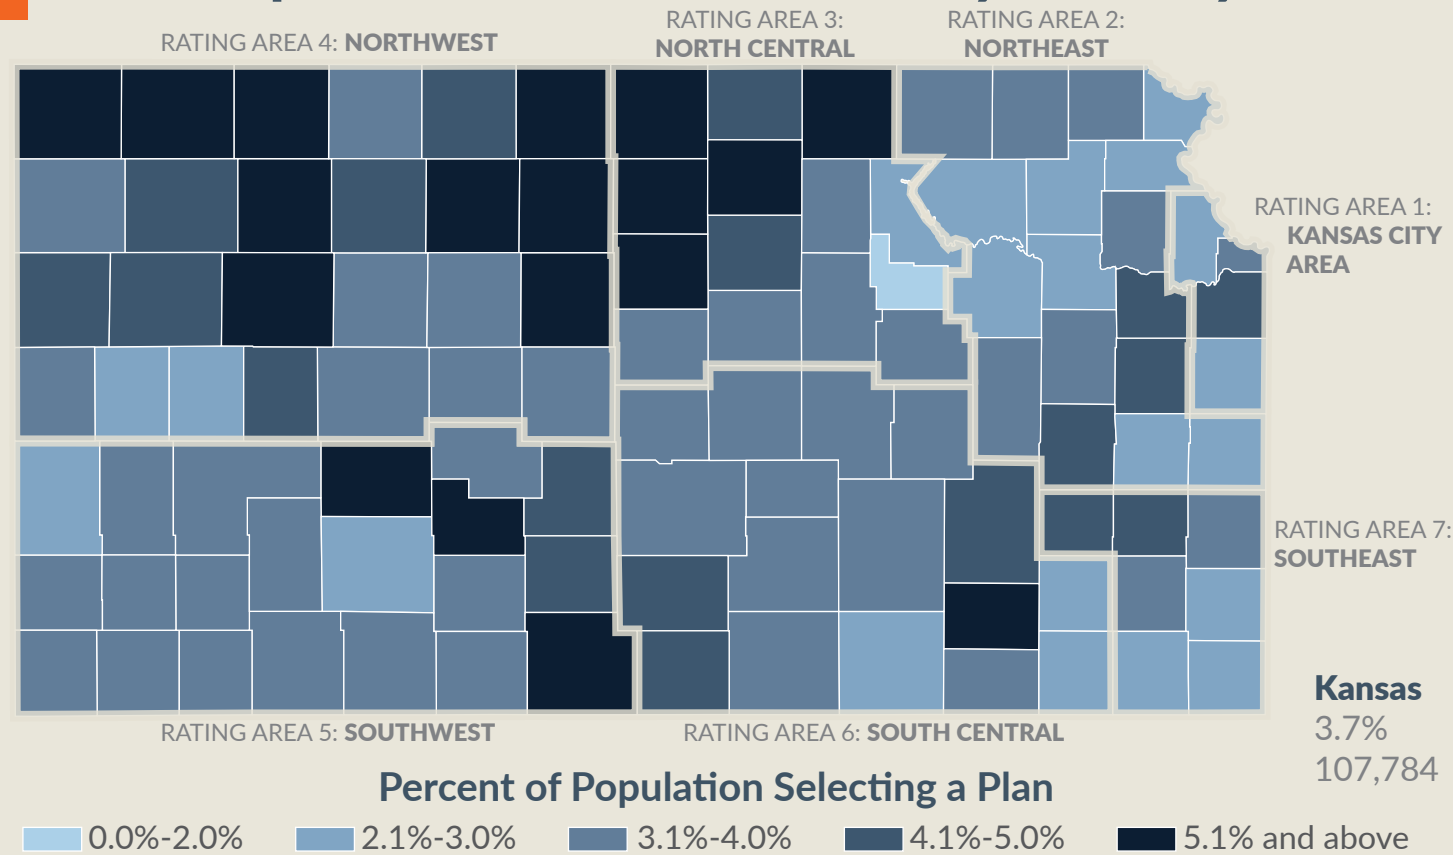 RATING AREA 3:
NORTH CENTRAL
RATING AREA 2:
NORTHEAST
RATING AREA 4: NORTHWEST
RATING AREA 1:
KANSAS CITY
AREA
RATING AREA 7:
SOUTHEAST
Kansas
3.7%
107,784
RATING AREA 5: SOUTHWEST
RATING AREA 6: SOUTH CENTRAL
Percent of Population Selecting a Plan
0.0%-2.0%
2.1%-3.0%
3.1%-4.0%
4.1%-5.0%
5.1% and above